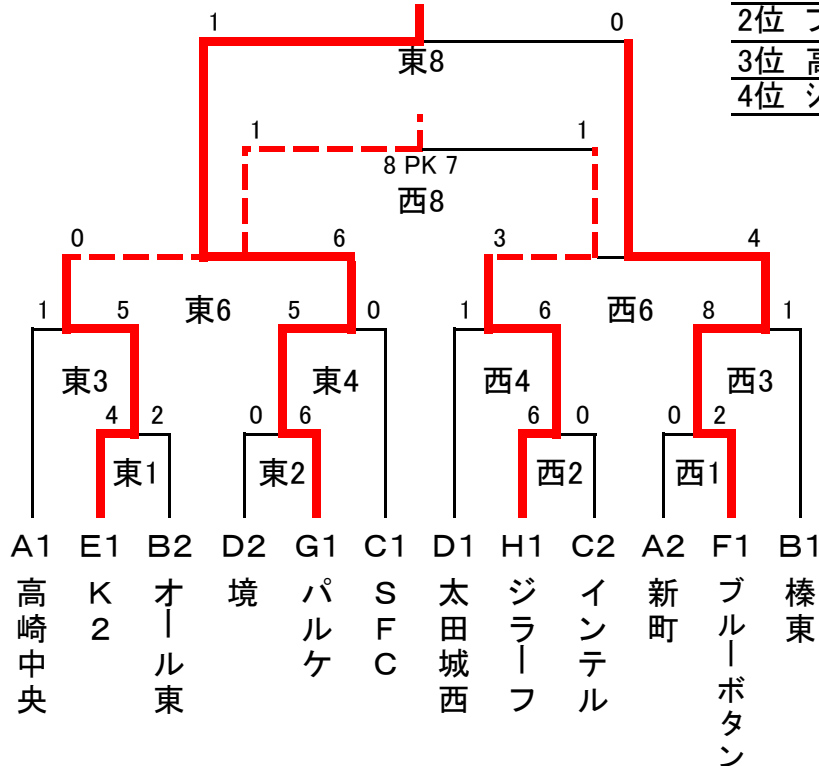 1 0
2位
東8
3位 高
4位
1 1
8 PK 7
西8
0 6 3 4
東6 西6
1 5 5 0 1 6 8 1
東3 東4 西4 西3
4 2 0 6 6 0 0 2
東1 東2 西2 西1
A1 E1 B2 D2 G1 C1 D1 H1 C2 A2 F1 B1
高崎中央
K2
オール東
境
パルケ
SFC
太田城西
ジラーフ
インテル
新町
ブルーボタン
榛東